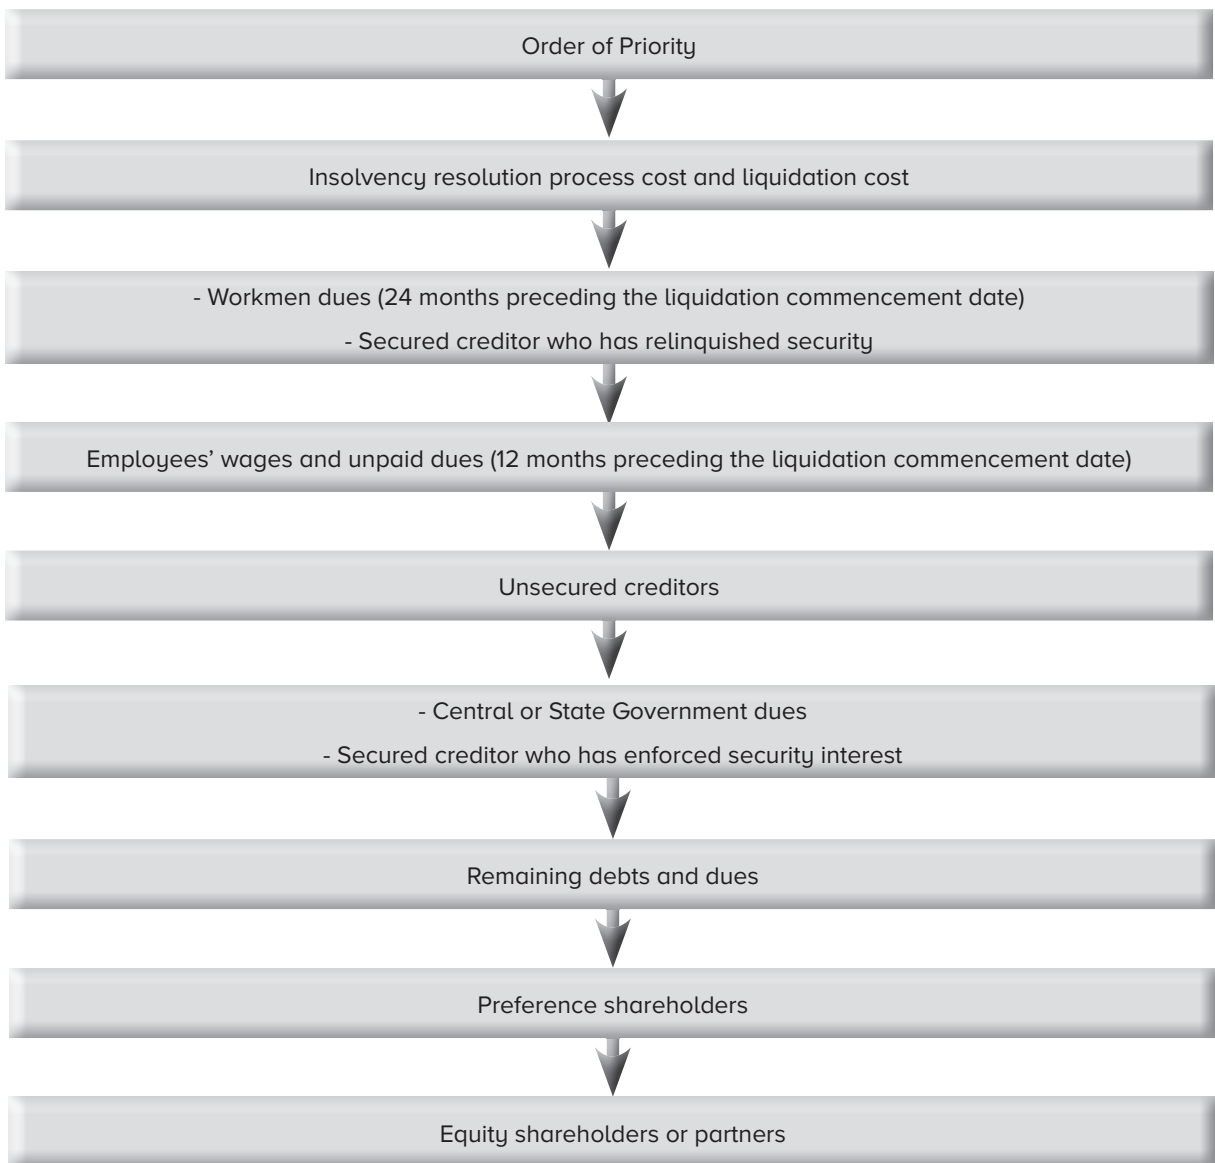 Order of Priority
Insolvency resolution process cost and liquidation cost
- Workmen dues (24 months preceding the liquidation commencement date)
- Secured creditor who has relinquished security
Employees’ wages and unpaid dues (12 months preceding the liquidation commencement date)
Unsecured creditors
- Central or State Government dues
- Secured creditor who has enforced security interest
Remaining debts and dues
Preference shareholders
Equity shareholders or partners